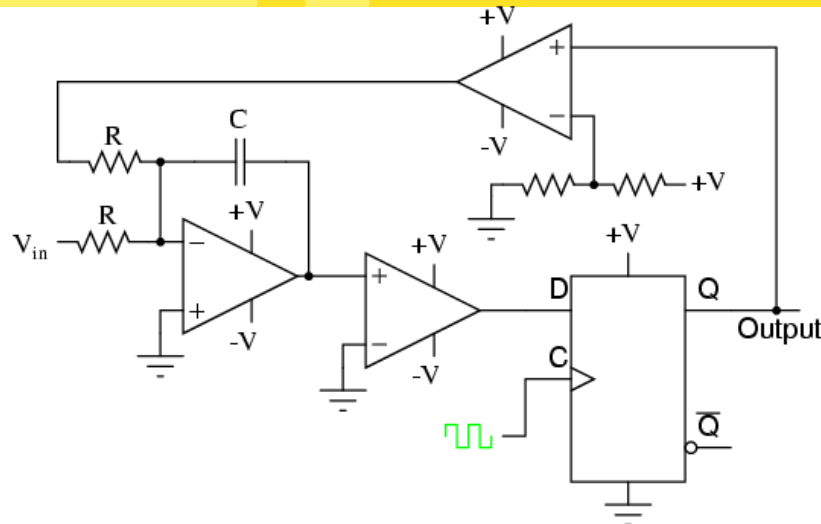 +V
+
−
-V
R
C
+V
R
+V
+V
+V
V_in
−
+
-V
+
−
-V
D
Q
C
Output
Q̅